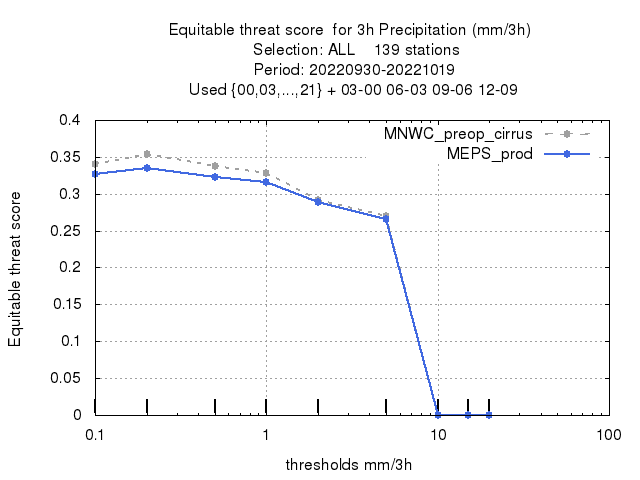 Equitable threat score  for 3h Precipitation (mm/3h)
Selection: ALL    139 stations
Period: 20220930-20221019
Used {00,03,...,21} + 03-00 06-03 09-06 12-09
MNWC_preop_cirrus
MEPS_prod
Equitable threat score
0.4
0.35
0.3
0.25
0.2
0.15
0.1
0.05
0
0.1 1 10 100
thresholds mm/3h